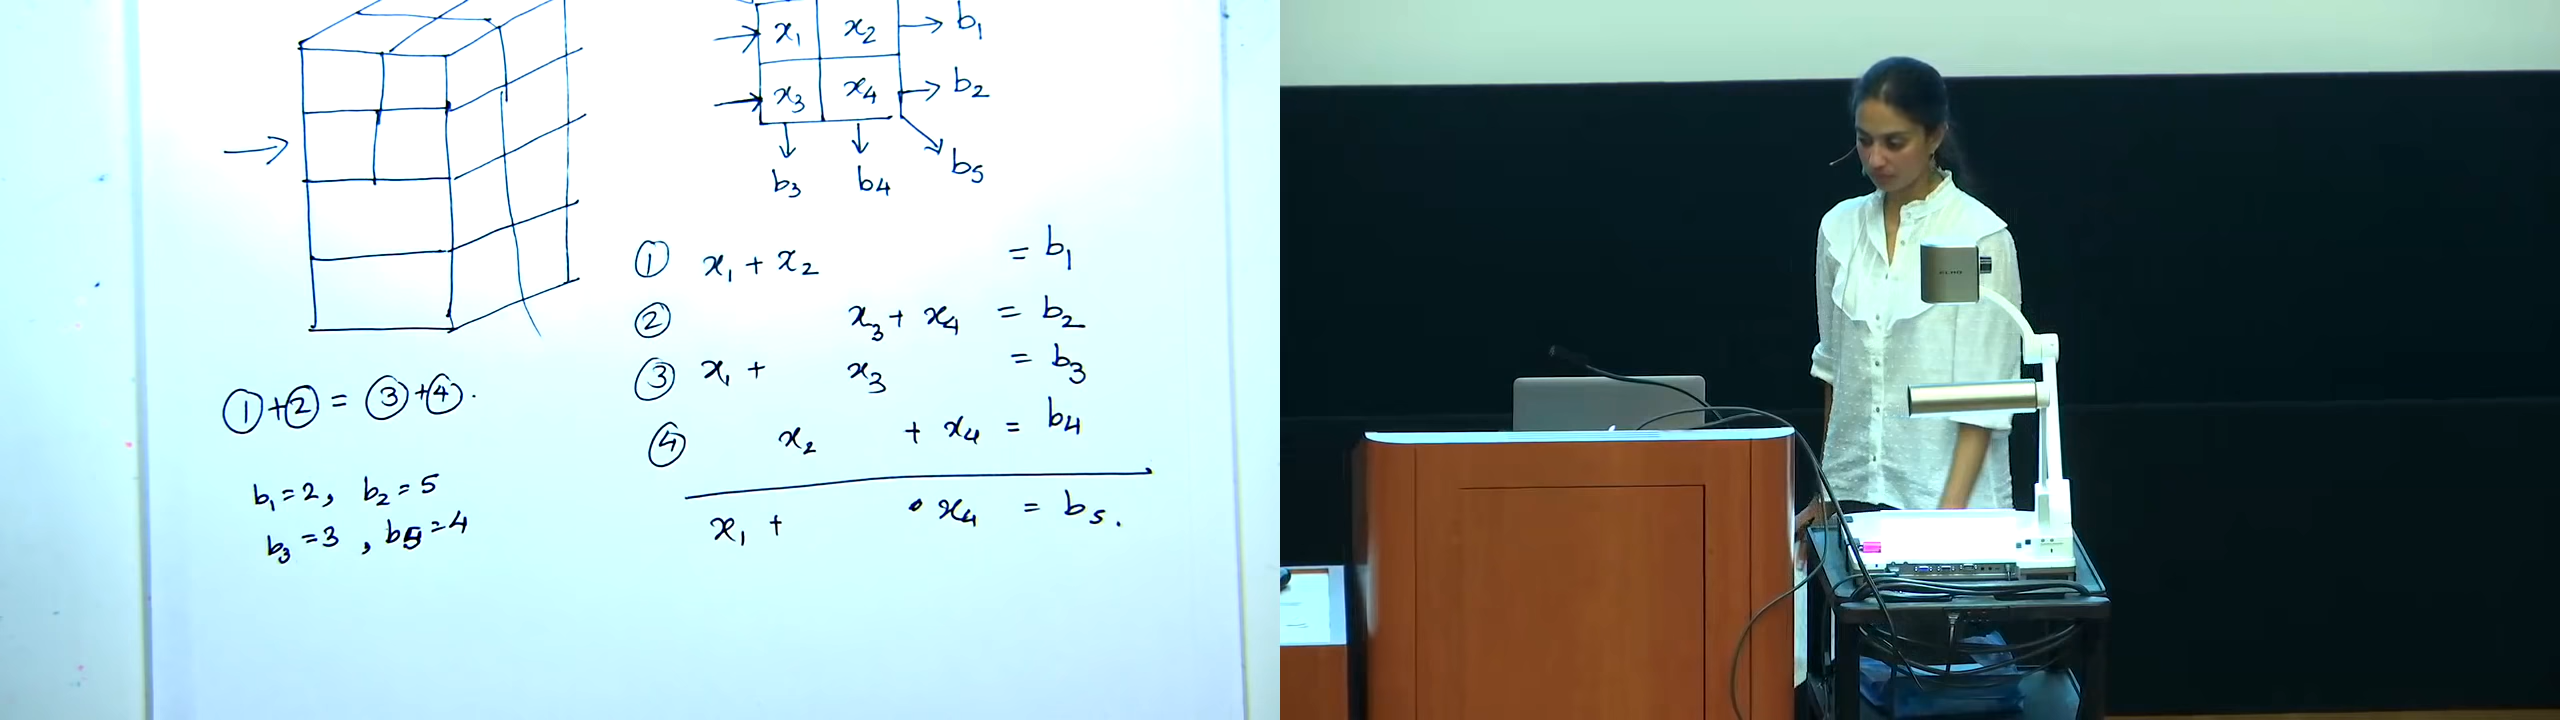 x₁ x₂ → b₁
x₃ x₄ → b₂
b₃ b₄ b₅
① x₁ + x₂ = b₁
② x₃ + x₄ = b₂
③ x₁ + x₃ = b₃
④ x₂ + x₄ = b₄
x₁ + x₄ = b₅.
①+② = ③+④.
b₁=2, b₂=5
b₃=3, b₅=4